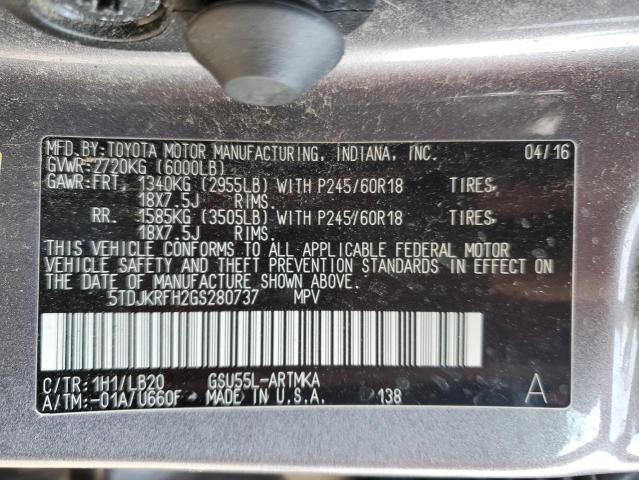 MFD. BY: TOYOTA MOTOR MANUFACTURING, INDIANA, INC. 04/16
GVWR: 2720KG (6000LB)
GAWR: FRT 1340KG (2955LB) WITH P245/60R18 TIRES,
18X7.5J RIMS.
RR. 1585KG (3505LB) WITH P245/60R18 TIRES,
18X7.5J RIMS.
THIS VEHICLE CONFORMS TO ALL APPLICABLE FEDERAL MOTOR
VEHICLE SAFETY AND THEFT PREVENTION STANDARDS IN EFFECT ON
THE DATE OF MANUFACTURE SHOWN ABOVE.
5TDJKRFH2GS280737 MPV
C/TR: 1H1/LB20 GSU55L-ARTMKA
A/TM: -01A/U660F MADE IN U.S.A. 138 A